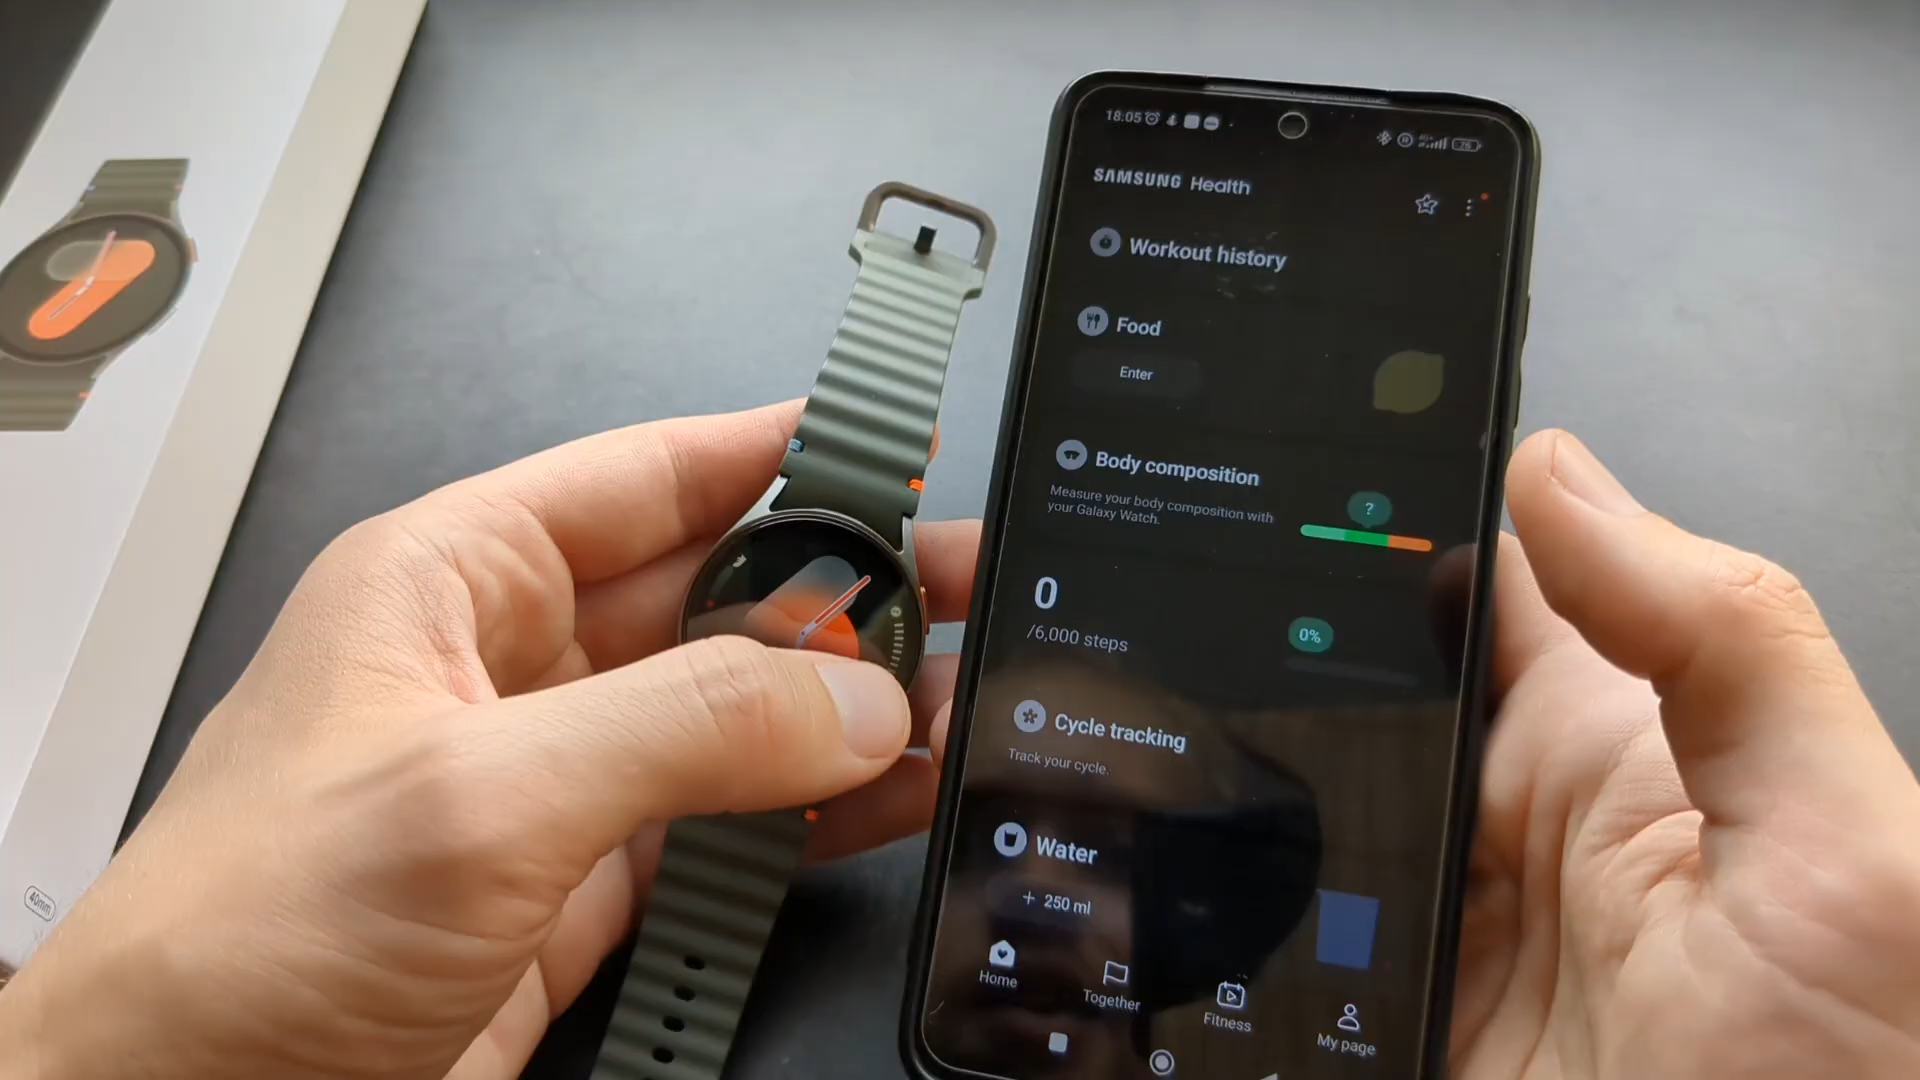 18:05
76
SAMSUNG Health
Workout history
Food
Enter
Body composition
Measure your body composition with
your Galaxy Watch.
?
0
/6,000 steps
0%
Cycle tracking
Track your cycle.
Water
+ 250 ml
Home
Together
Fitness
My page
40mm